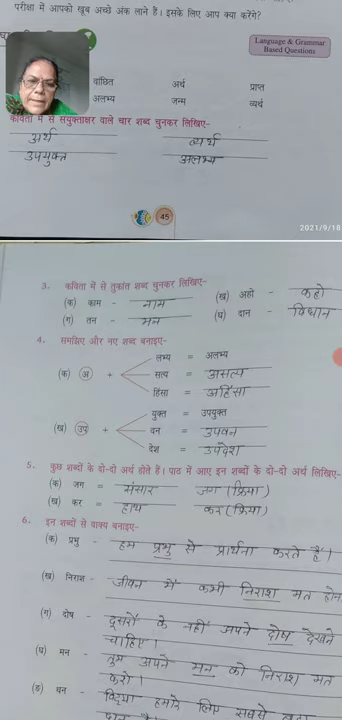 परीक्षा में आपको खूब अच्छे अंक लाने हैं। इसके लिए आप क्या करेंगे?
Language & Grammar
Based Questions
वांछित अर्थ प्राप्त
अलभ्य जन्म व्यर्थ
कविता में से संयुक्ताक्षर वाले चार शब्द चुनकर लिखिए-
अर्थ व्यर्थ
उपयुक्त अलभ्य
45
2021/9/18
3. कविता में से तुकांत शब्द चुनकर लिखिए-
(क) काम - नाम (ख) अहो - कहो
(ग) तन - मन (घ) दान - विधान
4. समझिए और नए शब्द बनाइए-
लभ्य = अलभ्य
(क) अ + सत्य = असत्य
हिंसा = अहिंसा
युक्त = उपयुक्त
(ख) उप + वन = उपवन
देश = उपदेश
5. कुछ शब्दों के दो-दो अर्थ होते हैं। पाठ में आए इन शब्दों के दो-दो अर्थ लिखिए-
(क) जग = संसार जग (क्रिया)
(ख) कर = हाथ कर (क्रिया)
6. इन शब्दों से वाक्य बनाइए-
(क) प्रभु - हम प्रभु से प्रार्थना करते हैं।
(ख) निराश - जीवन में कभी निराश मत होन
(ग) दोष - दूसरों के नहीं अपने दोष देखने
चाहिए।
(घ) मन - तुम अपने मन को निराश मत
करो।
(ङ) धन - विद्या हमारे लिए सबसे बड़ा